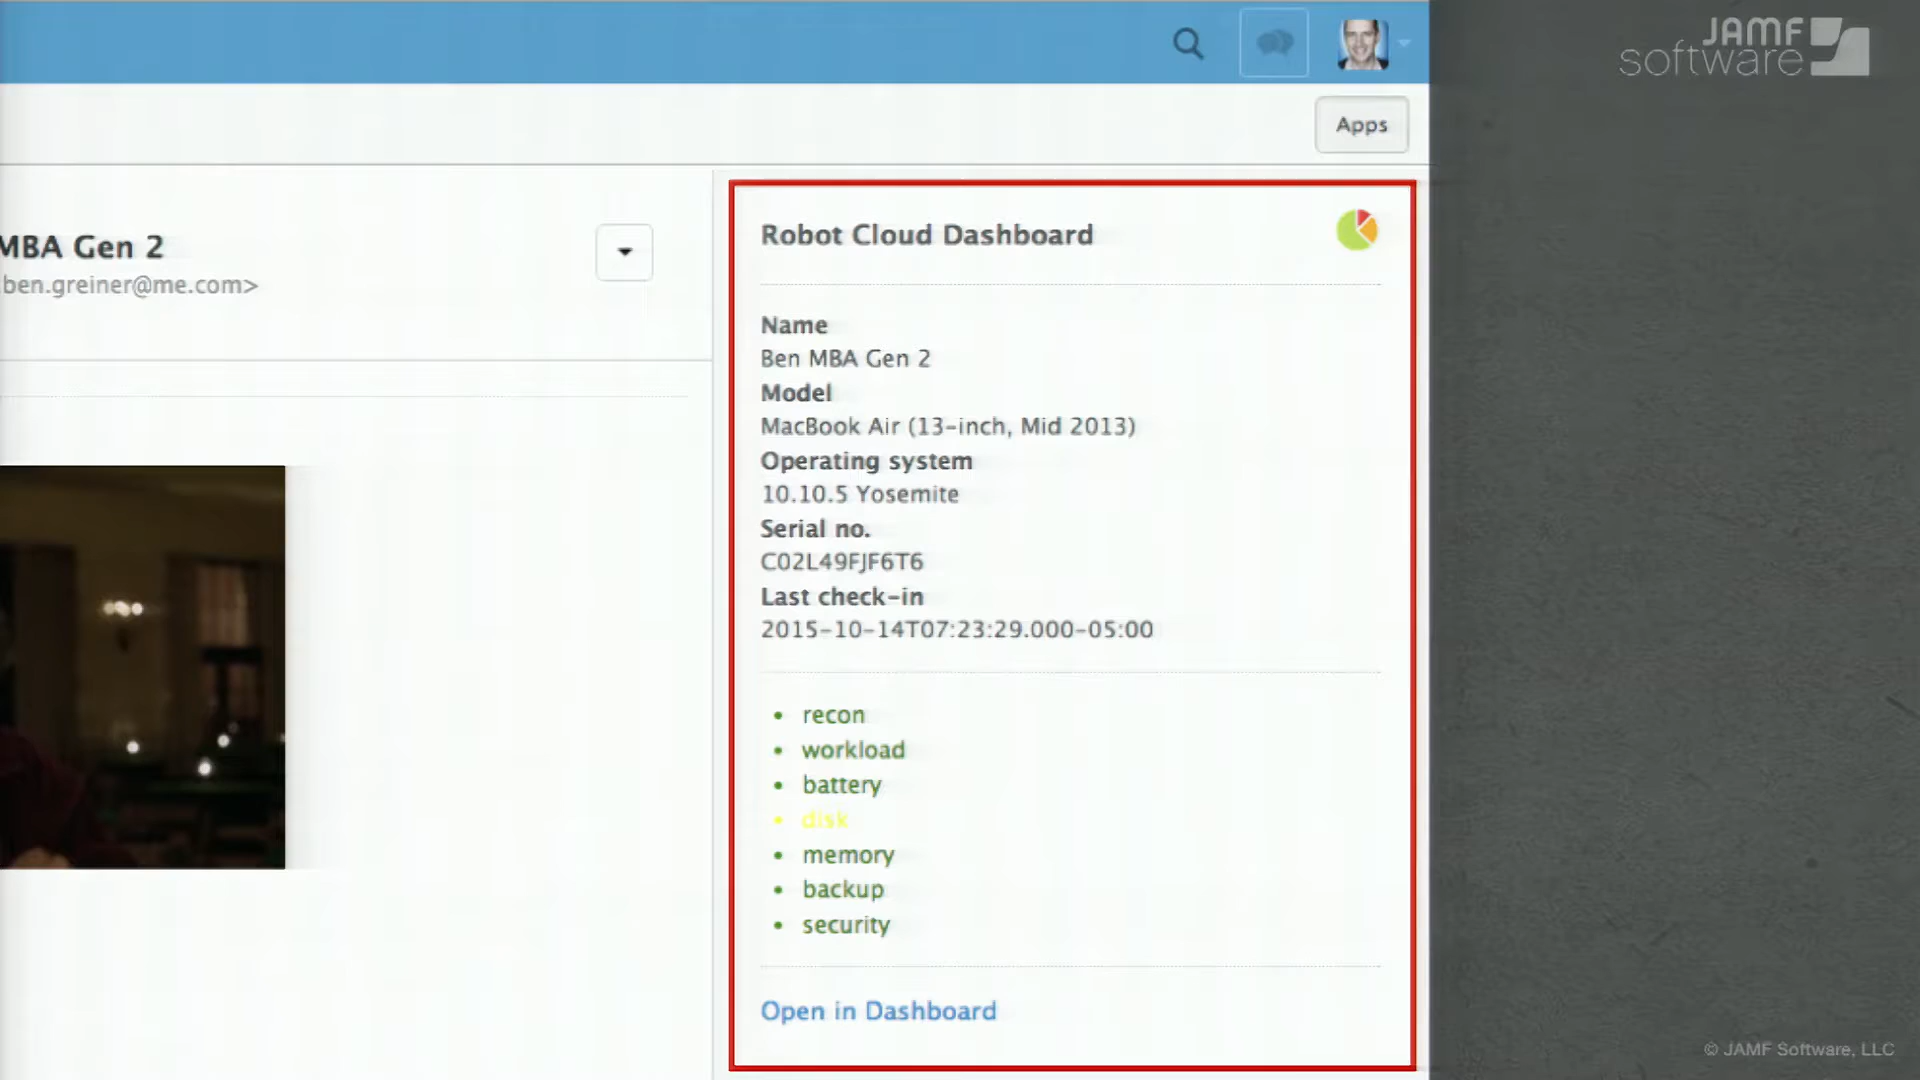 JAMF
software
Apps
MBA Gen 2
ben.greiner@me.com>
Robot Cloud Dashboard
Name
Ben MBA Gen 2
Model
MacBook Air (13-inch, Mid 2013)
Operating system
10.10.5 Yosemite
Serial no.
C02L49FJF6T6
Last check-in
2015-10-14T07:23:29.000-05:00
• recon
• workload
• battery
• disk
• memory
• backup
• security
Open in Dashboard
© JAMF Software, LLC